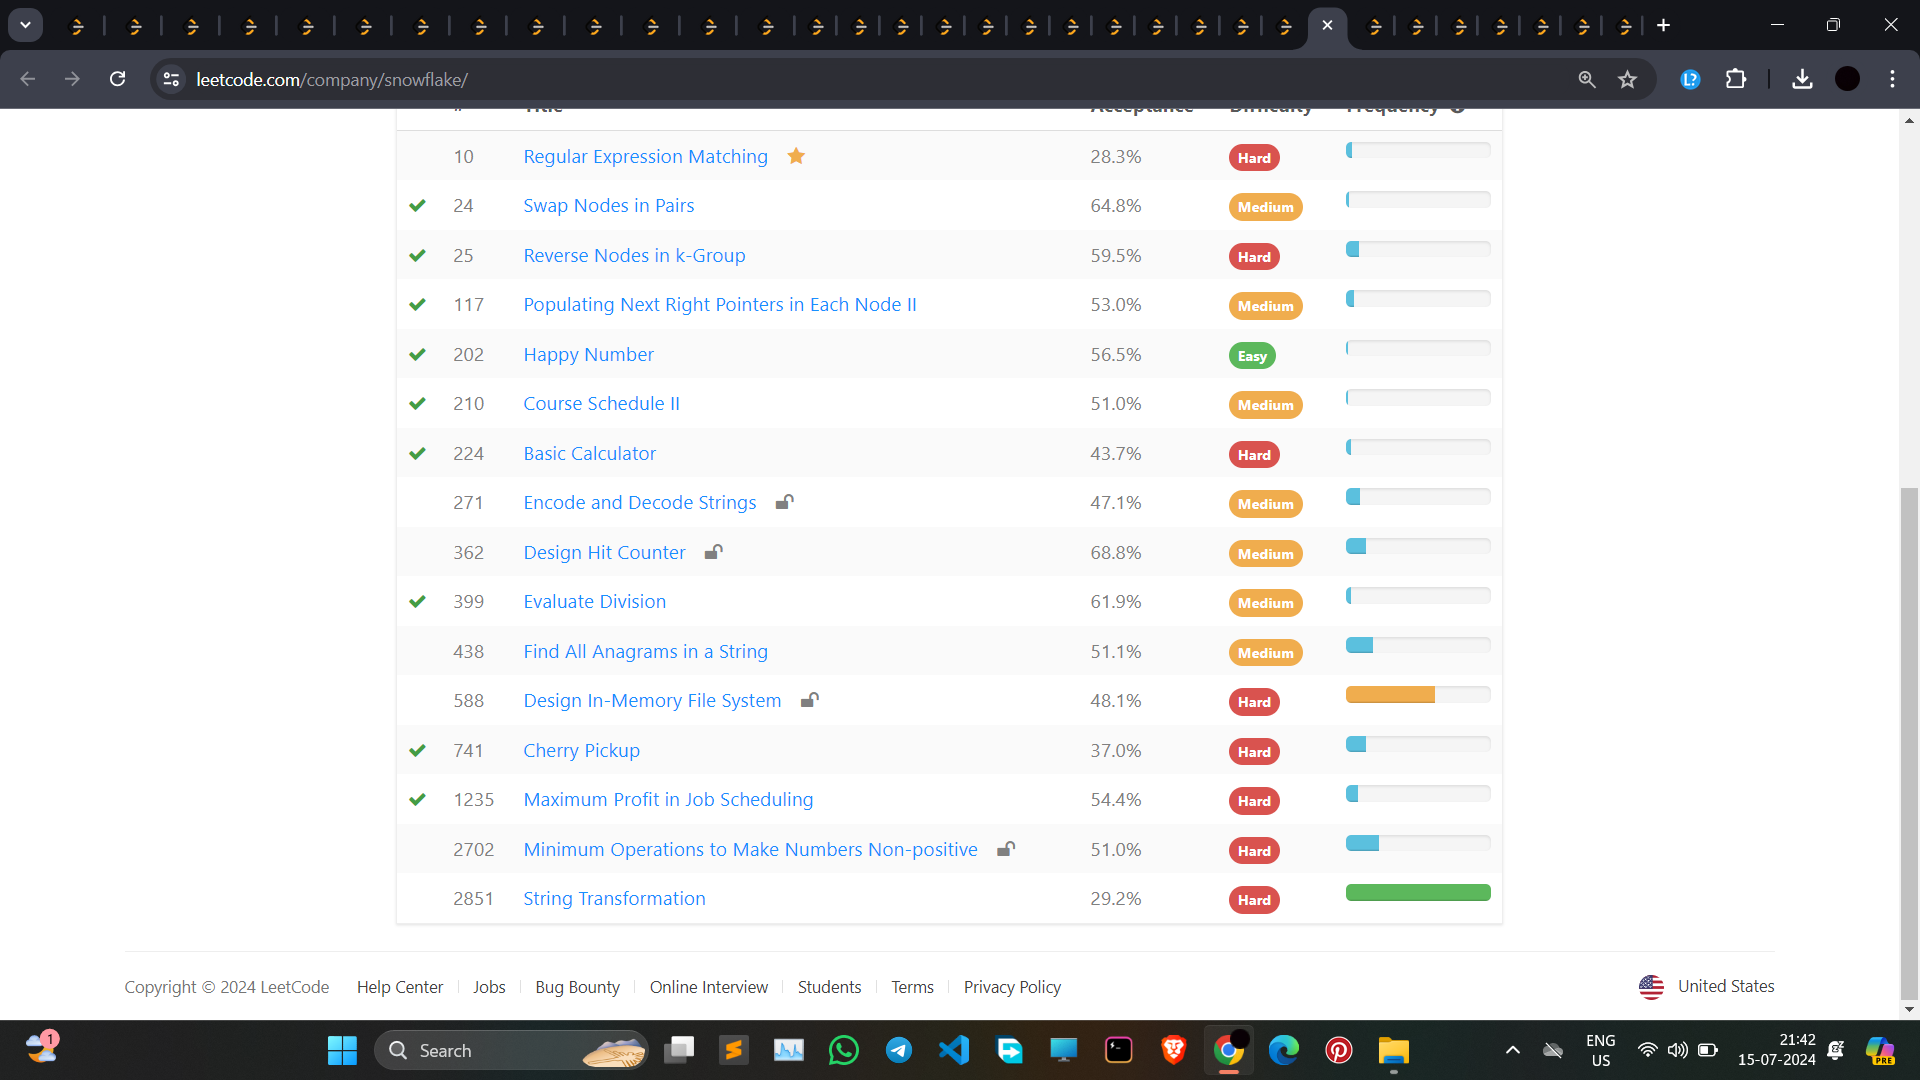 leetcode.com/company/snowflake/
# Title Acceptance Difficulty Frequency
10 Regular Expression Matching 28.3% Hard
24 Swap Nodes in Pairs 64.8% Medium
25 Reverse Nodes in k-Group 59.5% Hard
117 Populating Next Right Pointers in Each Node II 53.0% Medium
202 Happy Number 56.5% Easy
210 Course Schedule II 51.0% Medium
224 Basic Calculator 43.7% Hard
271 Encode and Decode Strings 47.1% Medium
362 Design Hit Counter 68.8% Medium
399 Evaluate Division 61.9% Medium
438 Find All Anagrams in a String 51.1% Medium
588 Design In-Memory File System 48.1% Hard
741 Cherry Pickup 37.0% Hard
1235 Maximum Profit in Job Scheduling 54.4% Hard
2702 Minimum Operations to Make Numbers Non-positive 51.0% Hard
2851 String Transformation 29.2% Hard
Copyright © 2024 LeetCode Help Center Jobs Bug Bounty Online Interview Students Terms Privacy Policy United States
1
Search
ENG
US
21:42
15-07-2024
PRE